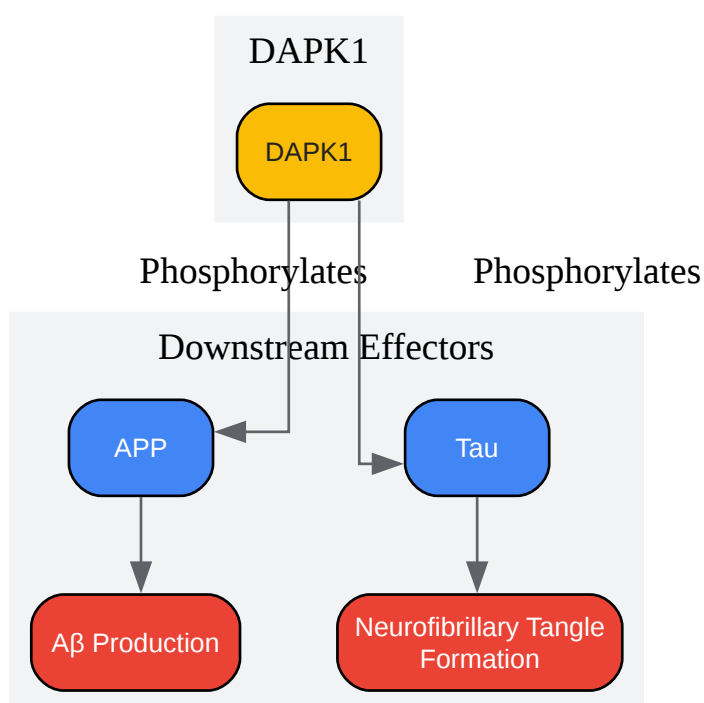 DAPK1
DAPK1
Phosphorylates
Phosphorylates
Downstream Effectors
APP
Tau
Aβ Production
Neurofibrillary Tangle
Formation